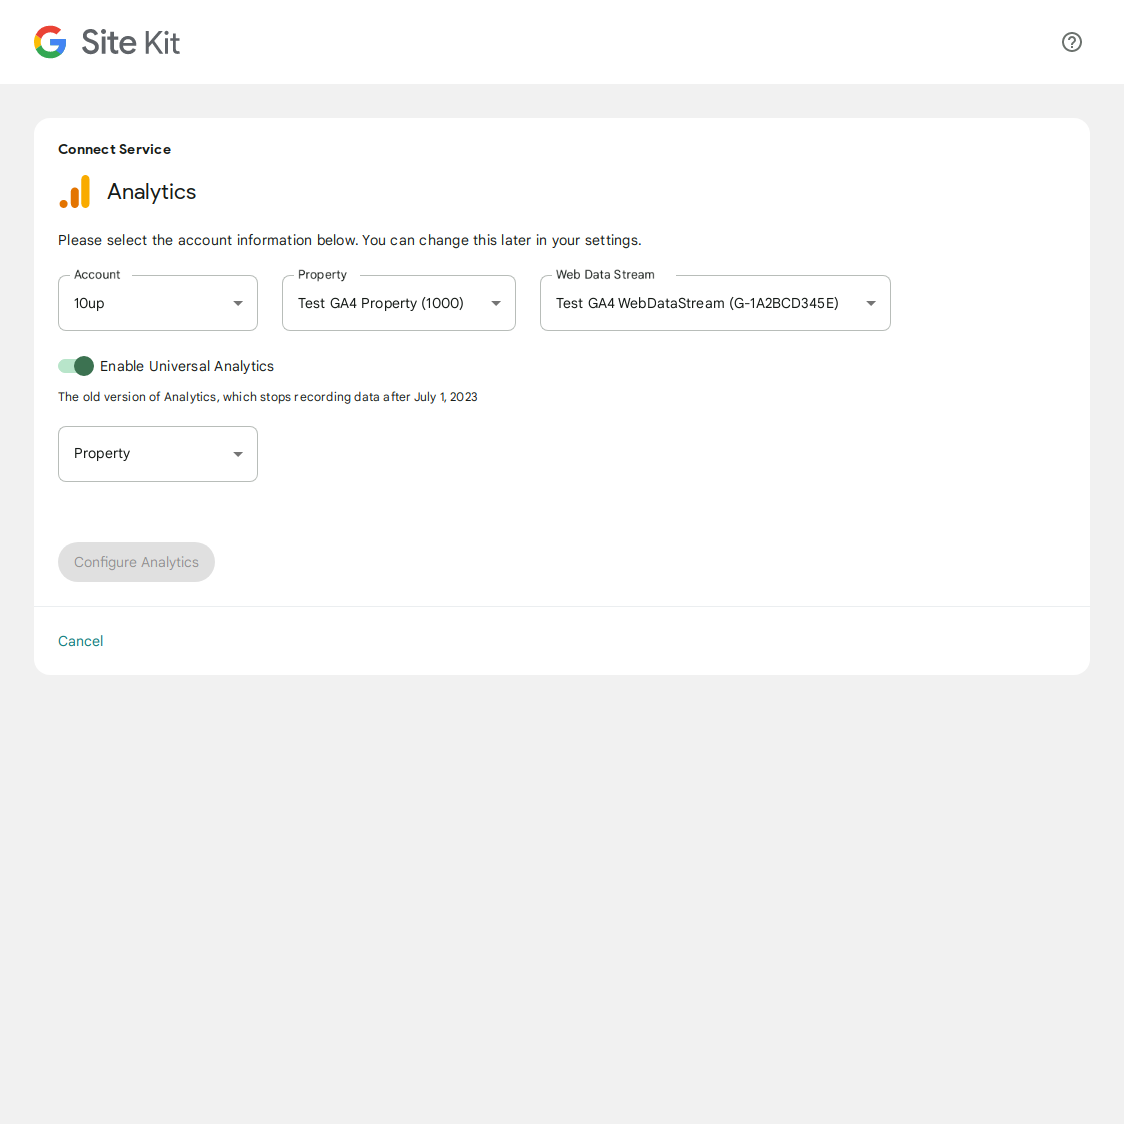 Site Kit
Connect Service
Analytics
Please select the account information below. You can change this later in your settings.
Account
10up
Property
Test GA4 Property (1000)
Web Data Stream
Test GA4 WebDataStream (G-1A2BCD345E)
Enable Universal Analytics
The old version of Analytics, which stops recording data after July 1, 2023
Property
Configure Analytics
Cancel